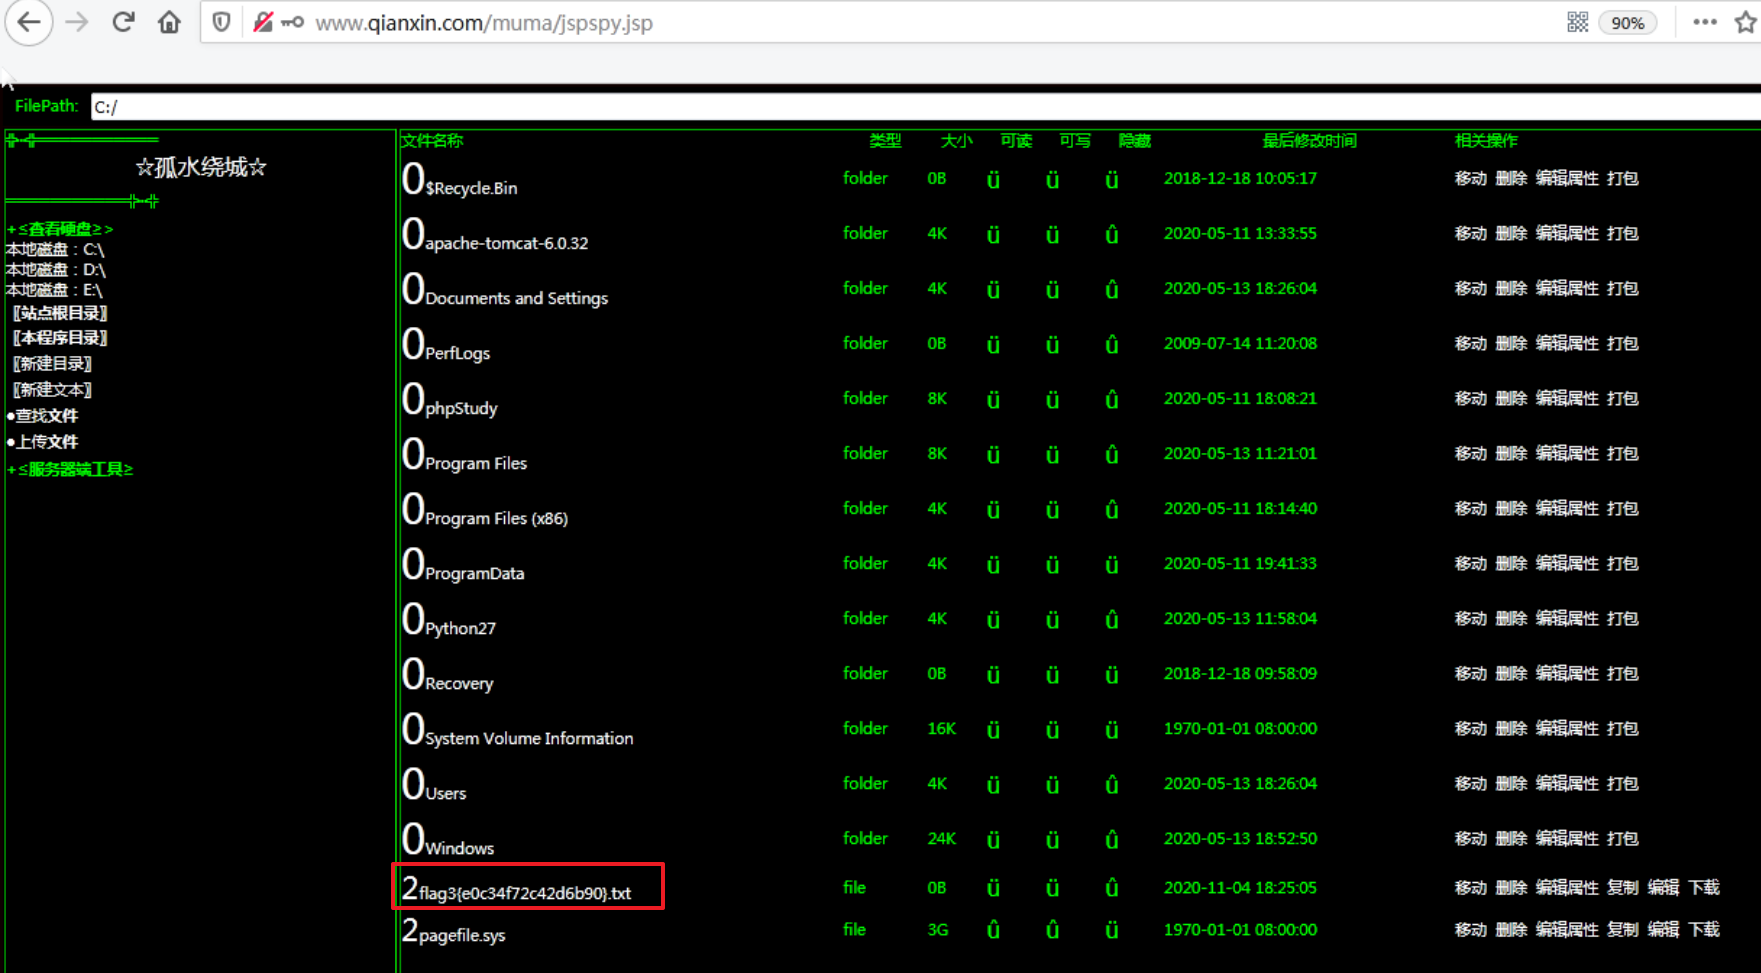 www.qianxin.com/muma/jspspy.jsp 90%
FilePath: C:/
☆孤水绕城☆
+≤查看硬盘≥>
本地磁盘：C:\
本地磁盘：D:\
本地磁盘：E:\
〖站点根目录〗
〖本程序目录〗
〖新建目录〗
〖新建文本〗
●查找文件
●上传文件
+≤服务器端工具≥
文件名称 类型 大小 可读 可写 隐藏 最后修改时间 相关操作
0$Recycle.Bin folder 0B ü ü ü 2018-12-18 10:05:17 移动 删除 编辑属性 打包
0apache-tomcat-6.0.32 folder 4K ü ü û 2020-05-11 13:33:55 移动 删除 编辑属性 打包
0Documents and Settings folder 4K ü ü û 2020-05-13 18:26:04 移动 删除 编辑属性 打包
0PerfLogs folder 0B ü ü û 2009-07-14 11:20:08 移动 删除 编辑属性 打包
0phpStudy folder 8K ü ü û 2020-05-11 18:08:21 移动 删除 编辑属性 打包
0Program Files folder 8K ü ü û 2020-05-13 11:21:01 移动 删除 编辑属性 打包
0Program Files (x86) folder 4K ü ü û 2020-05-11 18:14:40 移动 删除 编辑属性 打包
0ProgramData folder 4K ü ü ü 2020-05-11 19:41:33 移动 删除 编辑属性 打包
0Python27 folder 4K ü ü û 2020-05-13 11:58:04 移动 删除 编辑属性 打包
0Recovery folder 0B ü ü ü 2018-12-18 09:58:09 移动 删除 编辑属性 打包
0System Volume Information folder 16K ü ü ü 1970-01-01 08:00:00 移动 删除 编辑属性 打包
0Users folder 4K ü ü û 2020-05-13 18:26:04 移动 删除 编辑属性 打包
0Windows folder 24K ü ü û 2020-05-13 18:52:50 移动 删除 编辑属性 打包
2flag3{e0c34f72c42d6b90}.txt file 0B ü ü û 2020-11-04 18:25:05 移动 删除 编辑属性 复制 编辑 下载
2pagefile.sys file 3G û û ü 1970-01-01 08:00:00 移动 删除 编辑属性 复制 编辑 下载